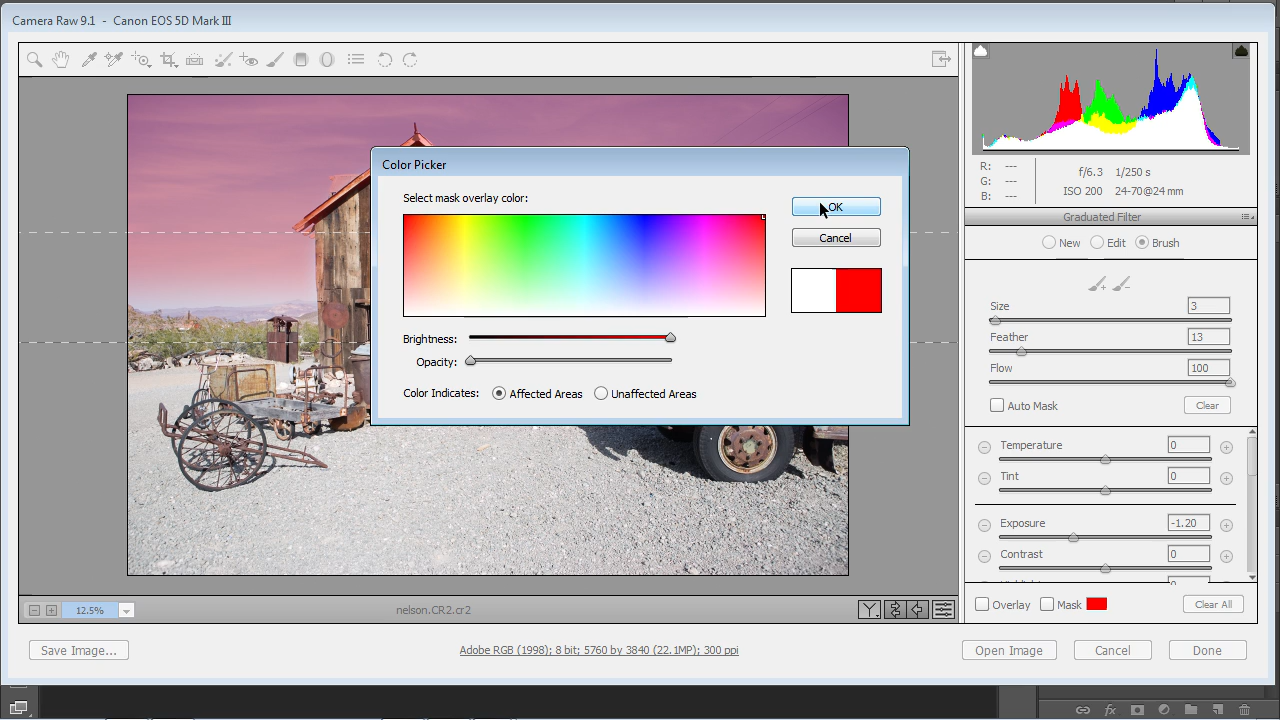 Camera Raw 9.1 - Canon EOS 5D Mark III
R: ---
G: ---
B: ---
f/6.3 1/250 s
ISO 200 24-70@24 mm
Graduated Filter
New Edit Brush
Size 3
Feather 13
Flow 100
Auto Mask Clear
Temperature 0
Tint 0
Exposure -1.20
Contrast 0
Overlay Mask Clear All
Color Picker
Select mask overlay color:
OK
Cancel
Brightness:
Opacity:
Color Indicates: Affected Areas Unaffected Areas
12.5% nelson.CR2.cr2
Y
Save Image... Adobe RGB (1998); 8 bit; 5760 by 3840 (22.1MP); 300 ppi Open Image Cancel Done
fx